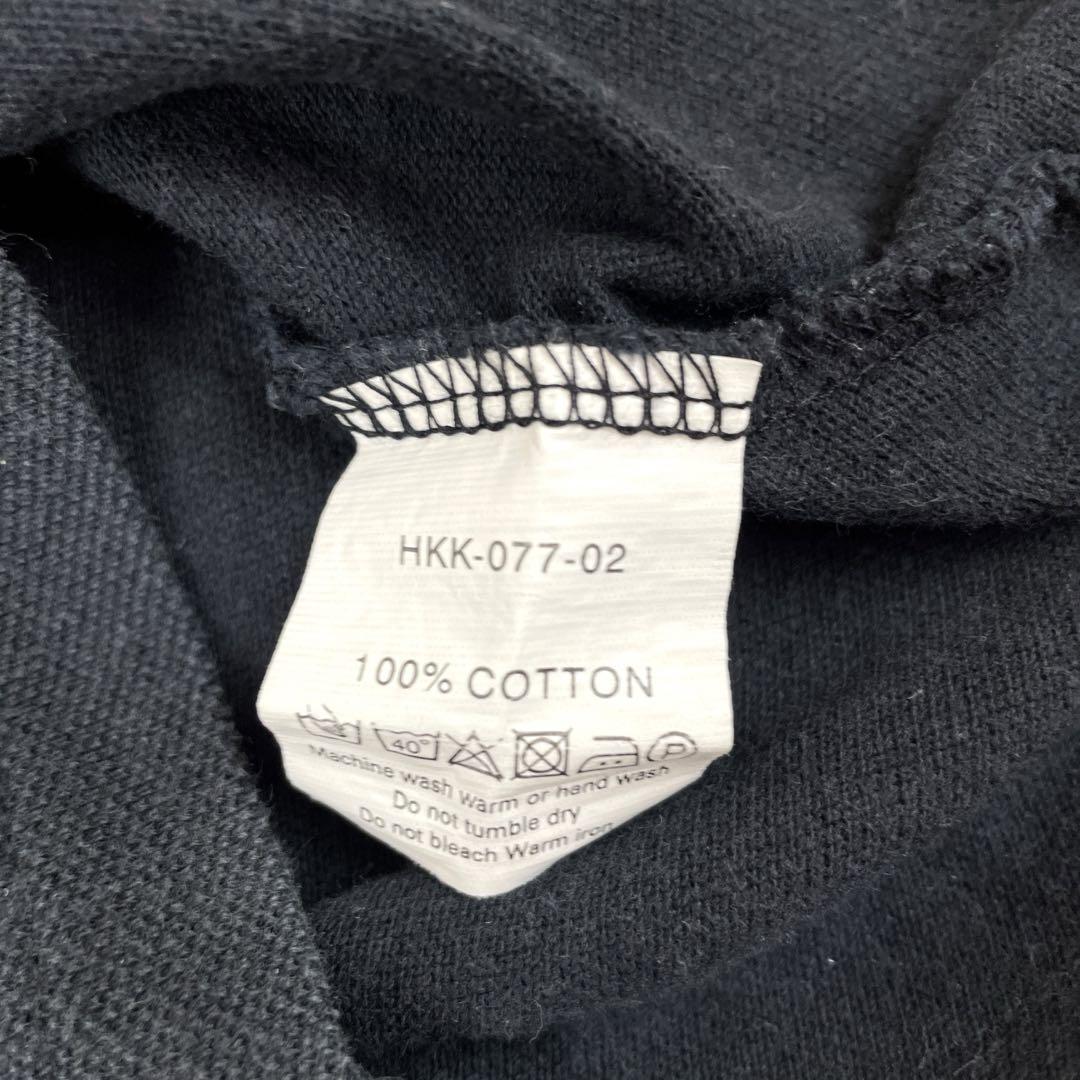 HKK-077-02
100% COTTON
40° P
Machine wash warm or hand wash
Do not tumble dry
Do not bleach Warm iron